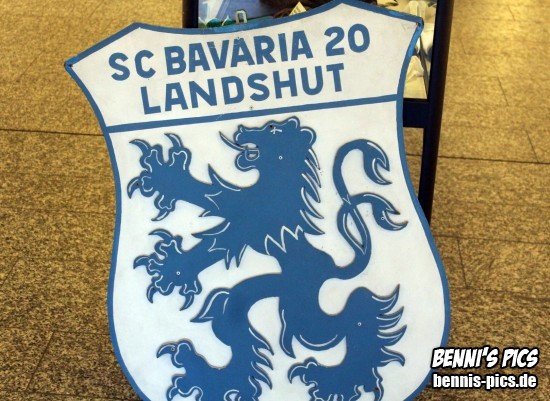 SC BAVARIA 20
LANDSHUT
BENNI'S PICS
bennis-pics.de